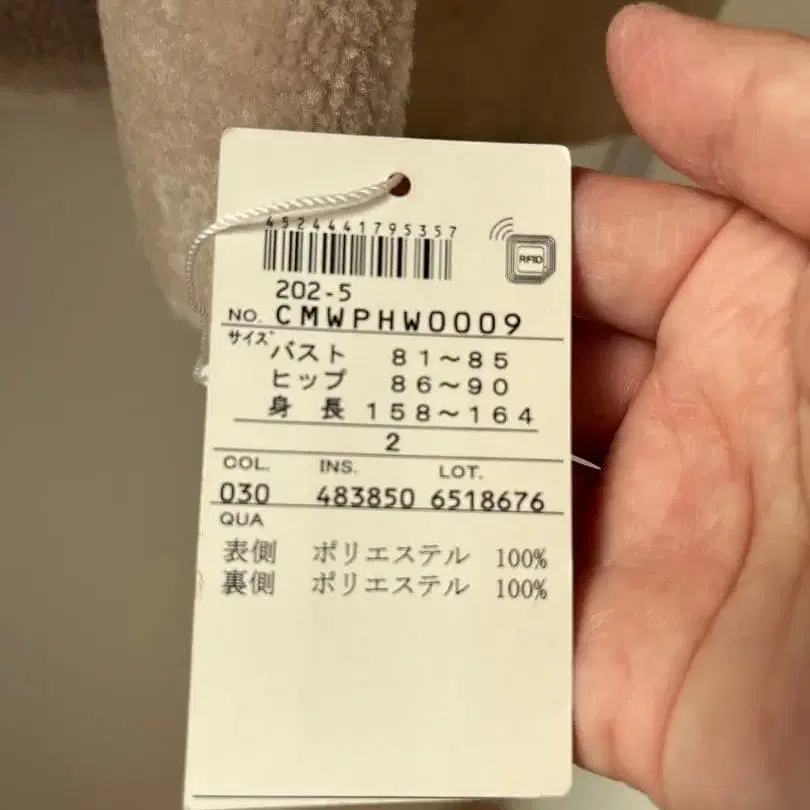 4524441795357
RFID
202-5
NO. CMWPHW0009
サイズ
バスト 81〜85
ヒップ 86〜90
身長 158〜164
2
COL. INS. LOT.
030 483850 6518676
QUA
表側 ポリエステル 100%
裏側 ポリエステル 100%